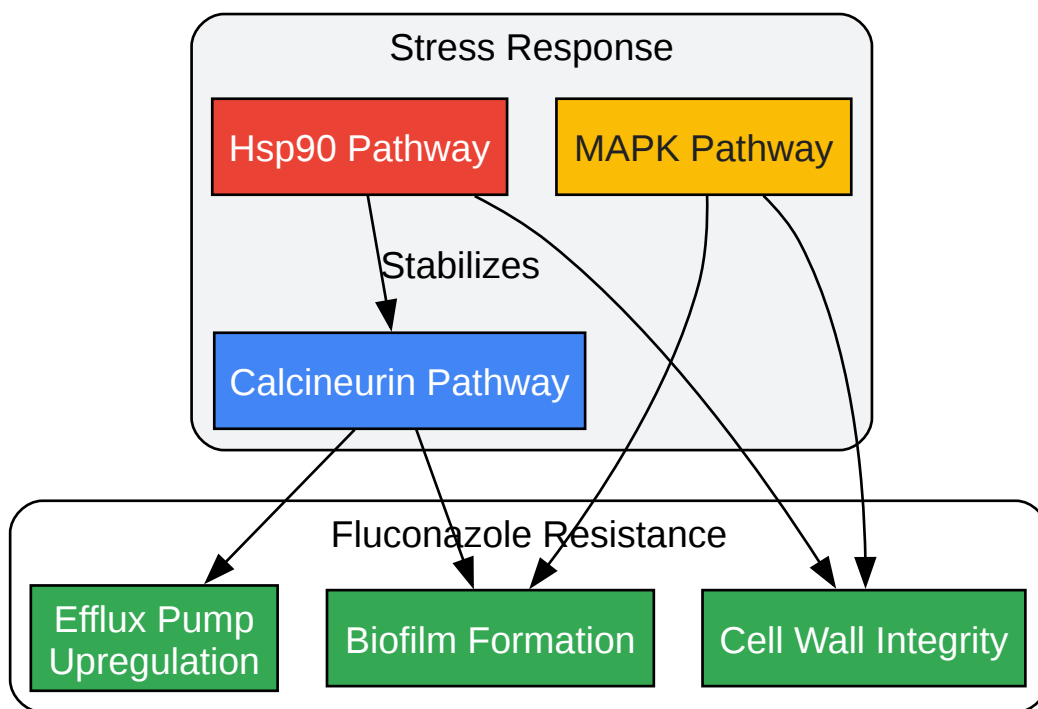 Stress Response
Hsp90 Pathway
MAPK Pathway
Stabilizes
Calcineurin Pathway
Fluconazole Resistance
Efflux Pump
Upregulation
Biofilm Formation
Cell Wall Integrity